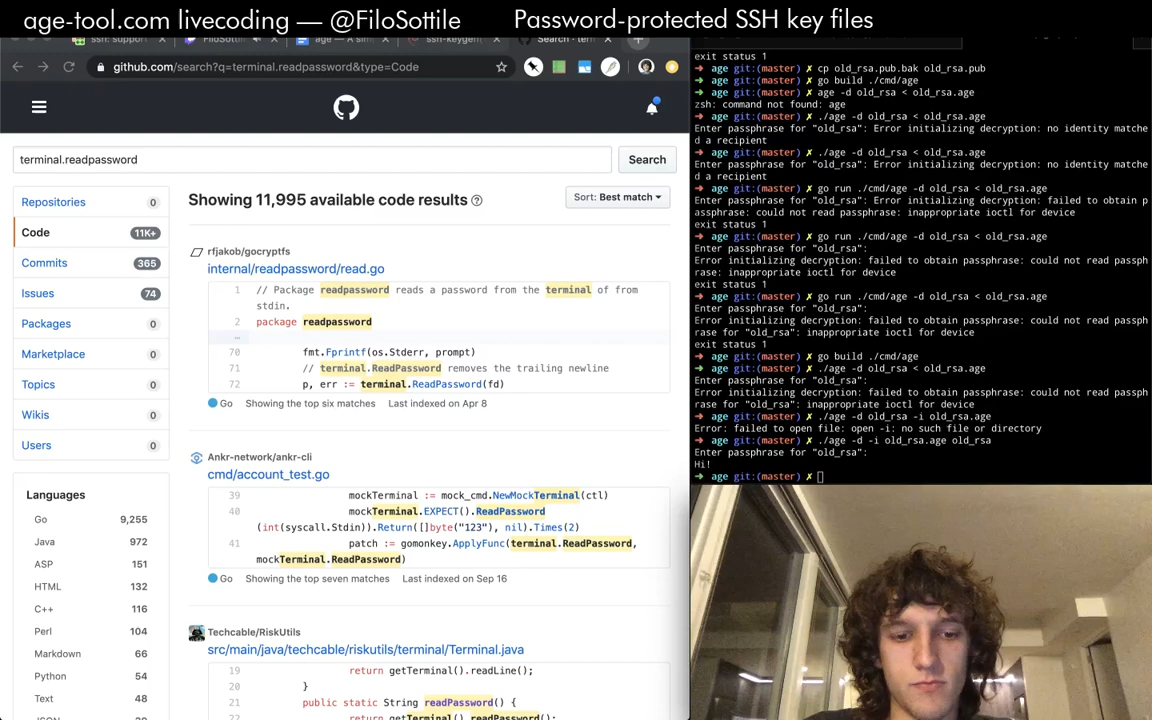 age-tool.com livecoding — @FiloSottile
Password-protected SSH key files
github.com/search?q=terminal.readpassword&type=Code
terminal.readpassword
Search
Repositories 0
Code 11K+
Commits 365
Issues 74
Packages 0
Marketplace 0
Topics 0
Wikis 0
Users 0
Languages
Go 9,255
Java 972
ASP 151
HTML 132
C++ 116
Perl 104
Markdown 66
Python 54
Text 48
Showing 11,995 available code results
Sort: Best match
rfjakob/gocryptfs
internal/readpassword/read.go
1 // Package readpassword reads a password from the terminal of from
stdin.
2 package readpassword
70 fmt.Fprintf(os.Stderr, prompt)
71 // terminal.ReadPassword removes the trailing newline
72 p, err := terminal.ReadPassword(fd)
Go Showing the top six matches Last indexed on Apr 8
Ankr-network/ankr-cli
cmd/account_test.go
39 mockTerminal := mock_cmd.NewMockTerminal(ctl)
40 mockTerminal.EXPECT().ReadPassword
(int(syscall.Stdin)).Return([]byte("123"), nil).Times(2)
41 patch := gomonkey.ApplyFunc(terminal.ReadPassword,
mockTerminal.ReadPassword)
Go Showing the top seven matches Last indexed on Sep 16
Techcable/RiskUtils
src/main/java/techcable/riskutils/terminal/Terminal.java
19 return getTerminal().readLine();
20 }
21 public static String readPassword() {
22 return getTerminal().readPassword();
exit status 1
➜ age git:(master) ✗ cp old_rsa.pub.bak old_rsa.pub
➜ age git:(master) ✗ go build ./cmd/age
➜ age git:(master) ✗ age -d old_rsa < old_rsa.age
zsh: command not found: age
➜ age git:(master) ✗ ./age -d old_rsa < old_rsa.age
Enter passphrase for "old_rsa": Error initializing decryption: no identity matche
d a recipient
➜ age git:(master) ✗ ./age -d old_rsa < old_rsa.age
Enter passphrase for "old_rsa": Error initializing decryption: no identity matche
d a recipient
➜ age git:(master) ✗ go run ./cmd/age -d old_rsa < old_rsa.age
Enter passphrase for "old_rsa": Error initializing decryption: failed to obtain p
assphrase: could not read passphrase: inappropriate ioctl for device
exit status 1
➜ age git:(master) ✗ go run ./cmd/age -d old_rsa < old_rsa.age
Enter passphrase for "old_rsa":
Error initializing decryption: failed to obtain passphrase: could not read passph
rase: inappropriate ioctl for device
exit status 1
➜ age git:(master) ✗ go run ./cmd/age -d old_rsa < old_rsa.age
Enter passphrase for "old_rsa":
Error initializing decryption: failed to obtain passphrase: could not read passph
rase for "old_rsa": inappropriate ioctl for device
exit status 1
➜ age git:(master) ✗ go build ./cmd/age
➜ age git:(master) ✗ ./age -d old_rsa < old_rsa.age
Enter passphrase for "old_rsa":
Error initializing decryption: failed to obtain passphrase: could not read passph
rase for "old_rsa": inappropriate ioctl for device
➜ age git:(master) ✗ ./age -d old_rsa -i old_rsa.age
Error: failed to open file: open -i: no such file or directory
➜ age git:(master) ✗ ./age -d -i old_rsa.age old_rsa
Enter passphrase for "old_rsa":
Hi!
➜ age git:(master) ✗